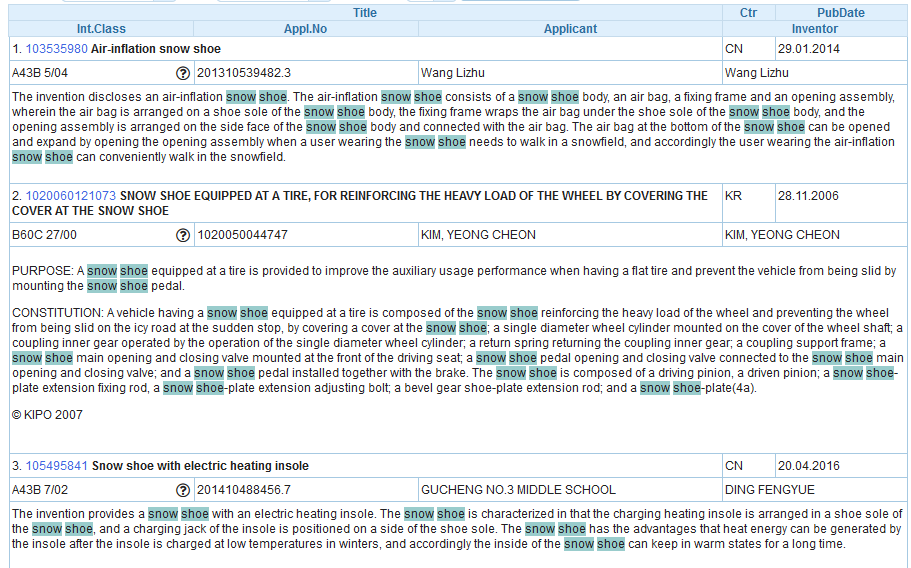 Title Ctr PubDate
Int.Class Appl.No Applicant Inventor
1. 103535980 Air-inflation snow shoe CN 29.01.2014
A43B 5/04 ? 201310539482.3 Wang Lizhu Wang Lizhu
The invention discloses an air-inflation snow shoe. The air-inflation snow shoe consists of a snow shoe body, an air bag, a fixing frame and an opening assembly,
wherein the air bag is arranged on a shoe sole of the snow shoe body, the fixing frame wraps the air bag under the shoe sole of the snow shoe body, and the
opening assembly is arranged on the side face of the snow shoe body and connected with the air bag. The air bag at the bottom of the snow shoe can be opened
and expand by opening the opening assembly when a user wearing the snow shoe needs to walk in a snowfield, and accordingly the user wearing the air-inflation
snow shoe can conveniently walk in the snowfield.
2. 1020060121073 SNOW SHOE EQUIPPED AT A TIRE, FOR REINFORCING THE HEAVY LOAD OF THE WHEEL BY COVERING THE KR 28.11.2006
COVER AT THE SNOW SHOE
B60C 27/00 ? 1020050044747 KIM, YEONG CHEON KIM, YEONG CHEON
PURPOSE: A snow shoe equipped at a tire is provided to improve the auxiliary usage performance when having a flat tire and prevent the vehicle from being slid by
mounting the snow shoe pedal.
CONSTITUTION: A vehicle having a snow shoe equipped at a tire is composed of the snow shoe reinforcing the heavy load of the wheel and preventing the wheel
from being slid on the icy road at the sudden stop, by covering a cover at the snow shoe; a single diameter wheel cylinder mounted on the cover of the wheel shaft; a
coupling inner gear operated by the operation of the single diameter wheel cylinder; a return spring returning the coupling inner gear; a coupling support frame; a
snow shoe main opening and closing valve mounted at the front of the driving seat; a snow shoe pedal opening and closing valve connected to the snow shoe main
opening and closing valve; and a snow shoe pedal installed together with the brake. The snow shoe is composed of a driving pinion, a driven pinion; a snow shoe-
plate extension fixing rod, a snow shoe-plate extension adjusting bolt; a bevel gear shoe-plate extension rod; and a snow shoe-plate(4a).
© KIPO 2007
3. 105495841 Snow shoe with electric heating insole CN 20.04.2016
A43B 7/02 ? 201410488456.7 GUCHENG NO.3 MIDDLE SCHOOL DING FENGYUE
The invention provides a snow shoe with an electric heating insole. The snow shoe is characterized in that the charging heating insole is arranged in a shoe sole of
the snow shoe, and a charging jack of the insole is positioned on a side of the shoe sole. The snow shoe has the advantages that heat energy can be generated by
the insole after the insole is charged at low temperatures in winters, and accordingly the inside of the snow shoe can keep in warm states for a long time.